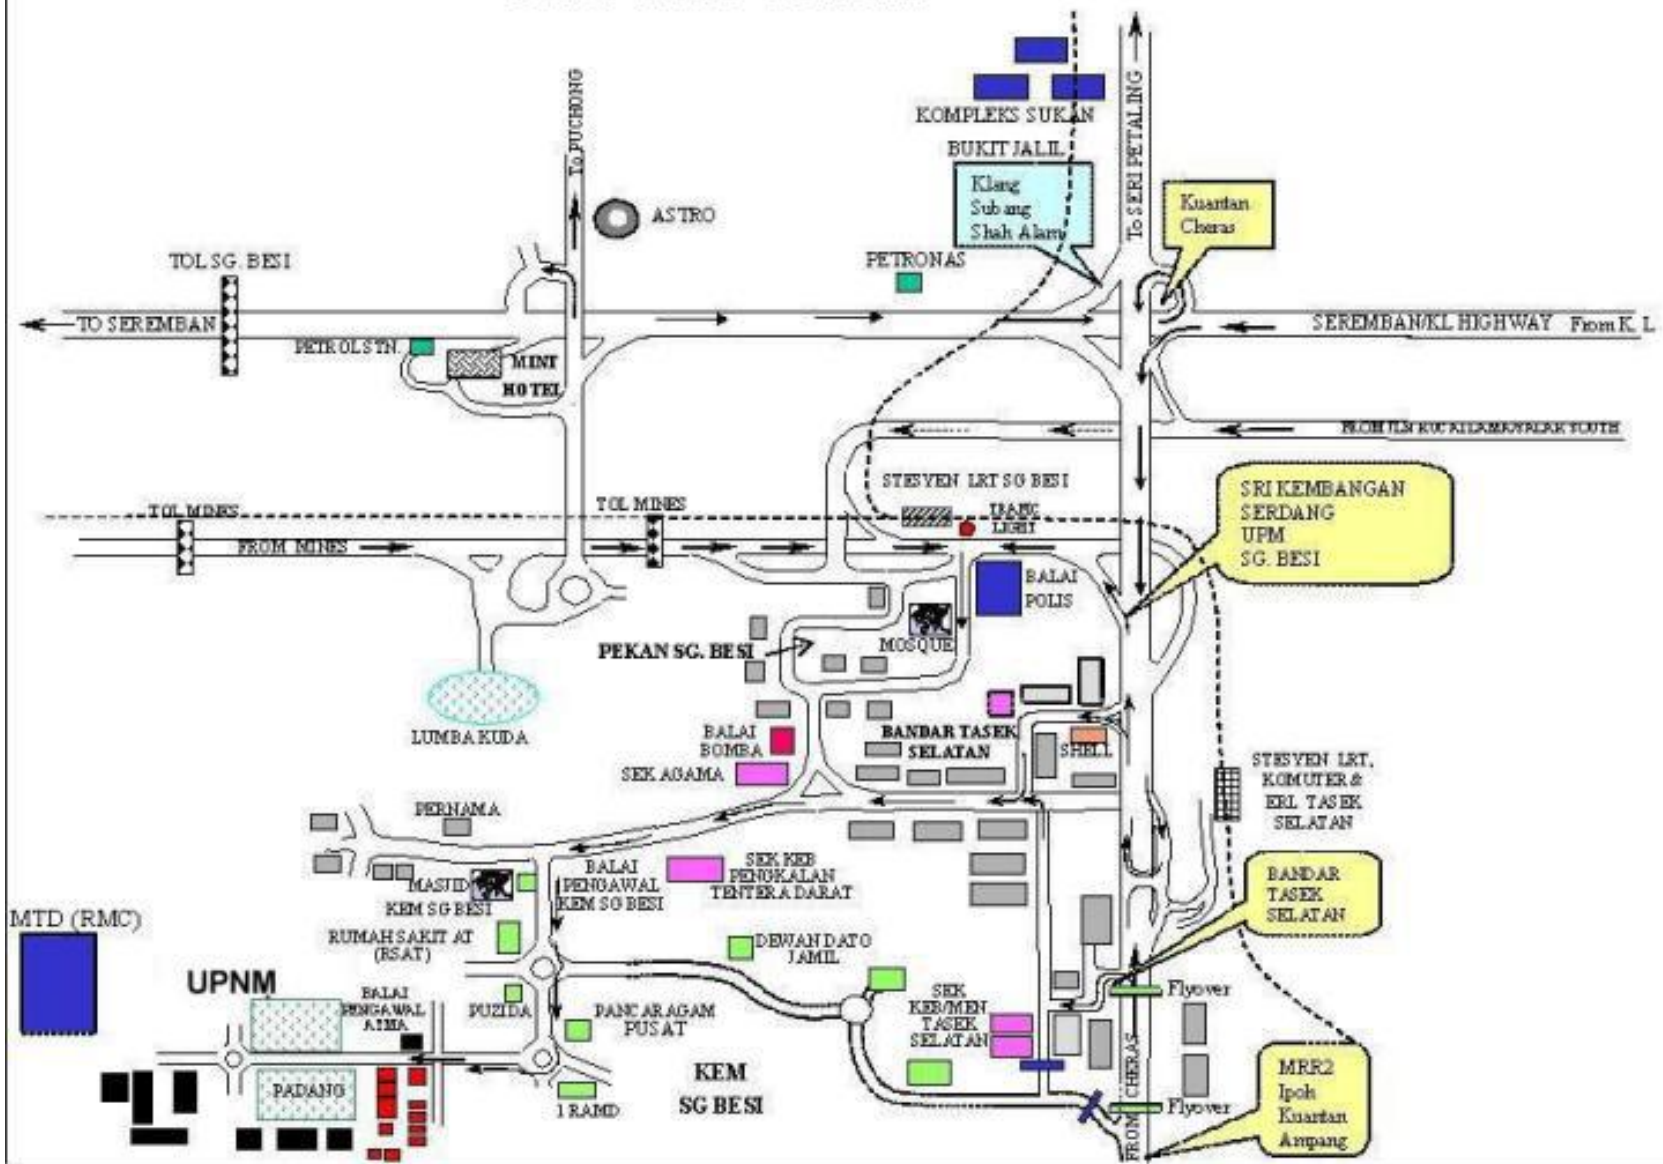 To PUCHONG
KOMPLEKS SUKAN
BUKIT JALIL
To SERI PETALING
Klang
Subang
Shah Alam
Kuantan
Cheras
ASTRO
TOL SG. BESI
PETRONAS
TO SEREMBAN
SEREMBAN/KL HIGHWAY From K. L
PETROL STN.
MINT
HOTEL
FROM JLN
STESYEN LRT SG BESI
TOL MINES
TOL MINES
TRAFIC
LIGHT
FROM MINES
SRI KEMBANGAN
SERDANG
UPM
SG. BESI
BALAI
POLIS
MOSQUE
PEKAN SG. BESI
LUMBA KUDA
BALAI
BOMBA
BANDAR TASEK
SELATAN
SHELL
SEK AGAMA
STESYEN LRT,
KOMUTER &
ERL TASEK
SELATAN
PERNAMA
MASJID
KEM SG BESI
BALAI
PENGAWAL
KEM SG BESI
SEK KEB
PENGKALAN
TENTERA DARAT
BANDAR
TASEK
SELATAN
MTD (RMC)
RUMAH SAKIT AT
(RSAT)
DEWAN DATO
JAMIL
UPNM
BALAI
PENGAWAL
PUZIDA
PANCARAGAM
PUSAT
SEK
KEB/MEN
TASEK
SELATAN
Flyover
PADANG
KEM
SG BESI
1 RAMD
Flyover
FROM CHERAS
MRR2
Ipoh
Kuantan
Ampang